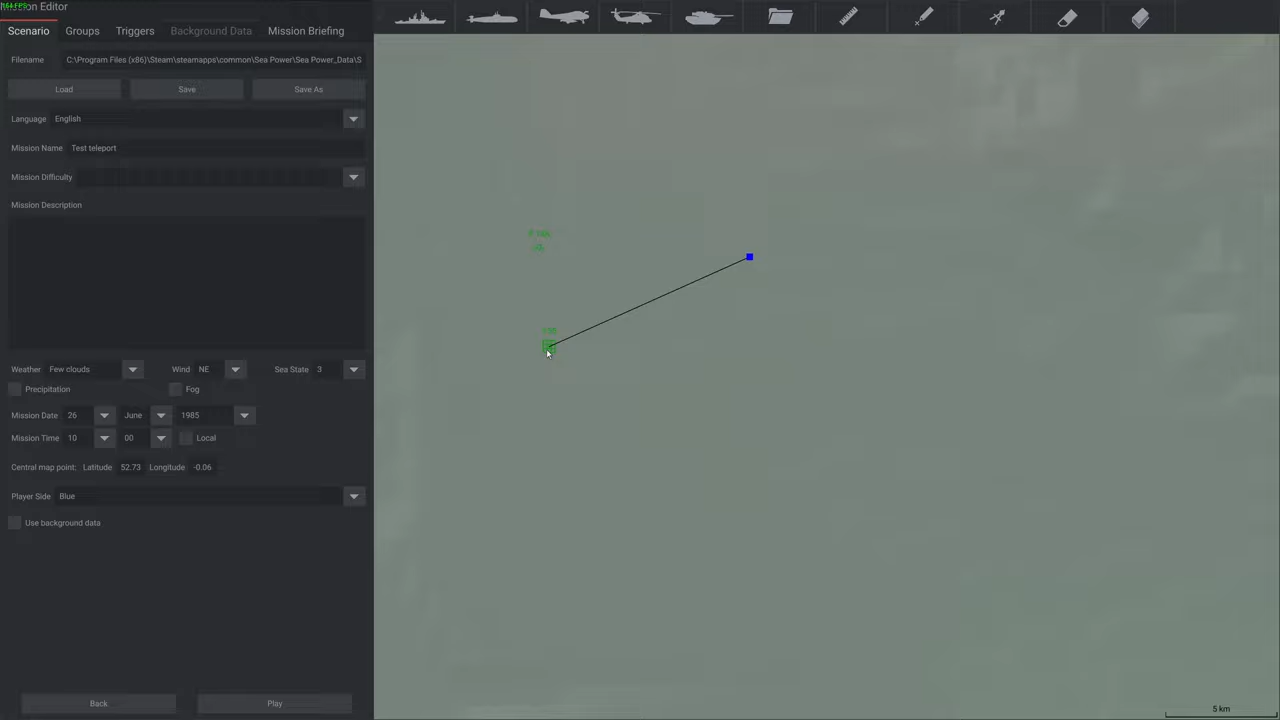 Mission Editor
Scenario Groups Triggers Background Data Mission Briefing
Filename C:\Program Files (x86)\Steam\steamapps\common\Sea Power\Sea Power_Data\S
Load Save Save As
Language English
Mission Name Test teleport
Mission Difficulty
Mission Description
Weather Few clouds Wind NE Sea State 3
Precipitation Fog
Mission Date 26 June 1985
Mission Time 10 00 Local
Central map point: Latitude 52.73 Longitude -0.06
Player Side Blue
Use background data
Back Play
5 km